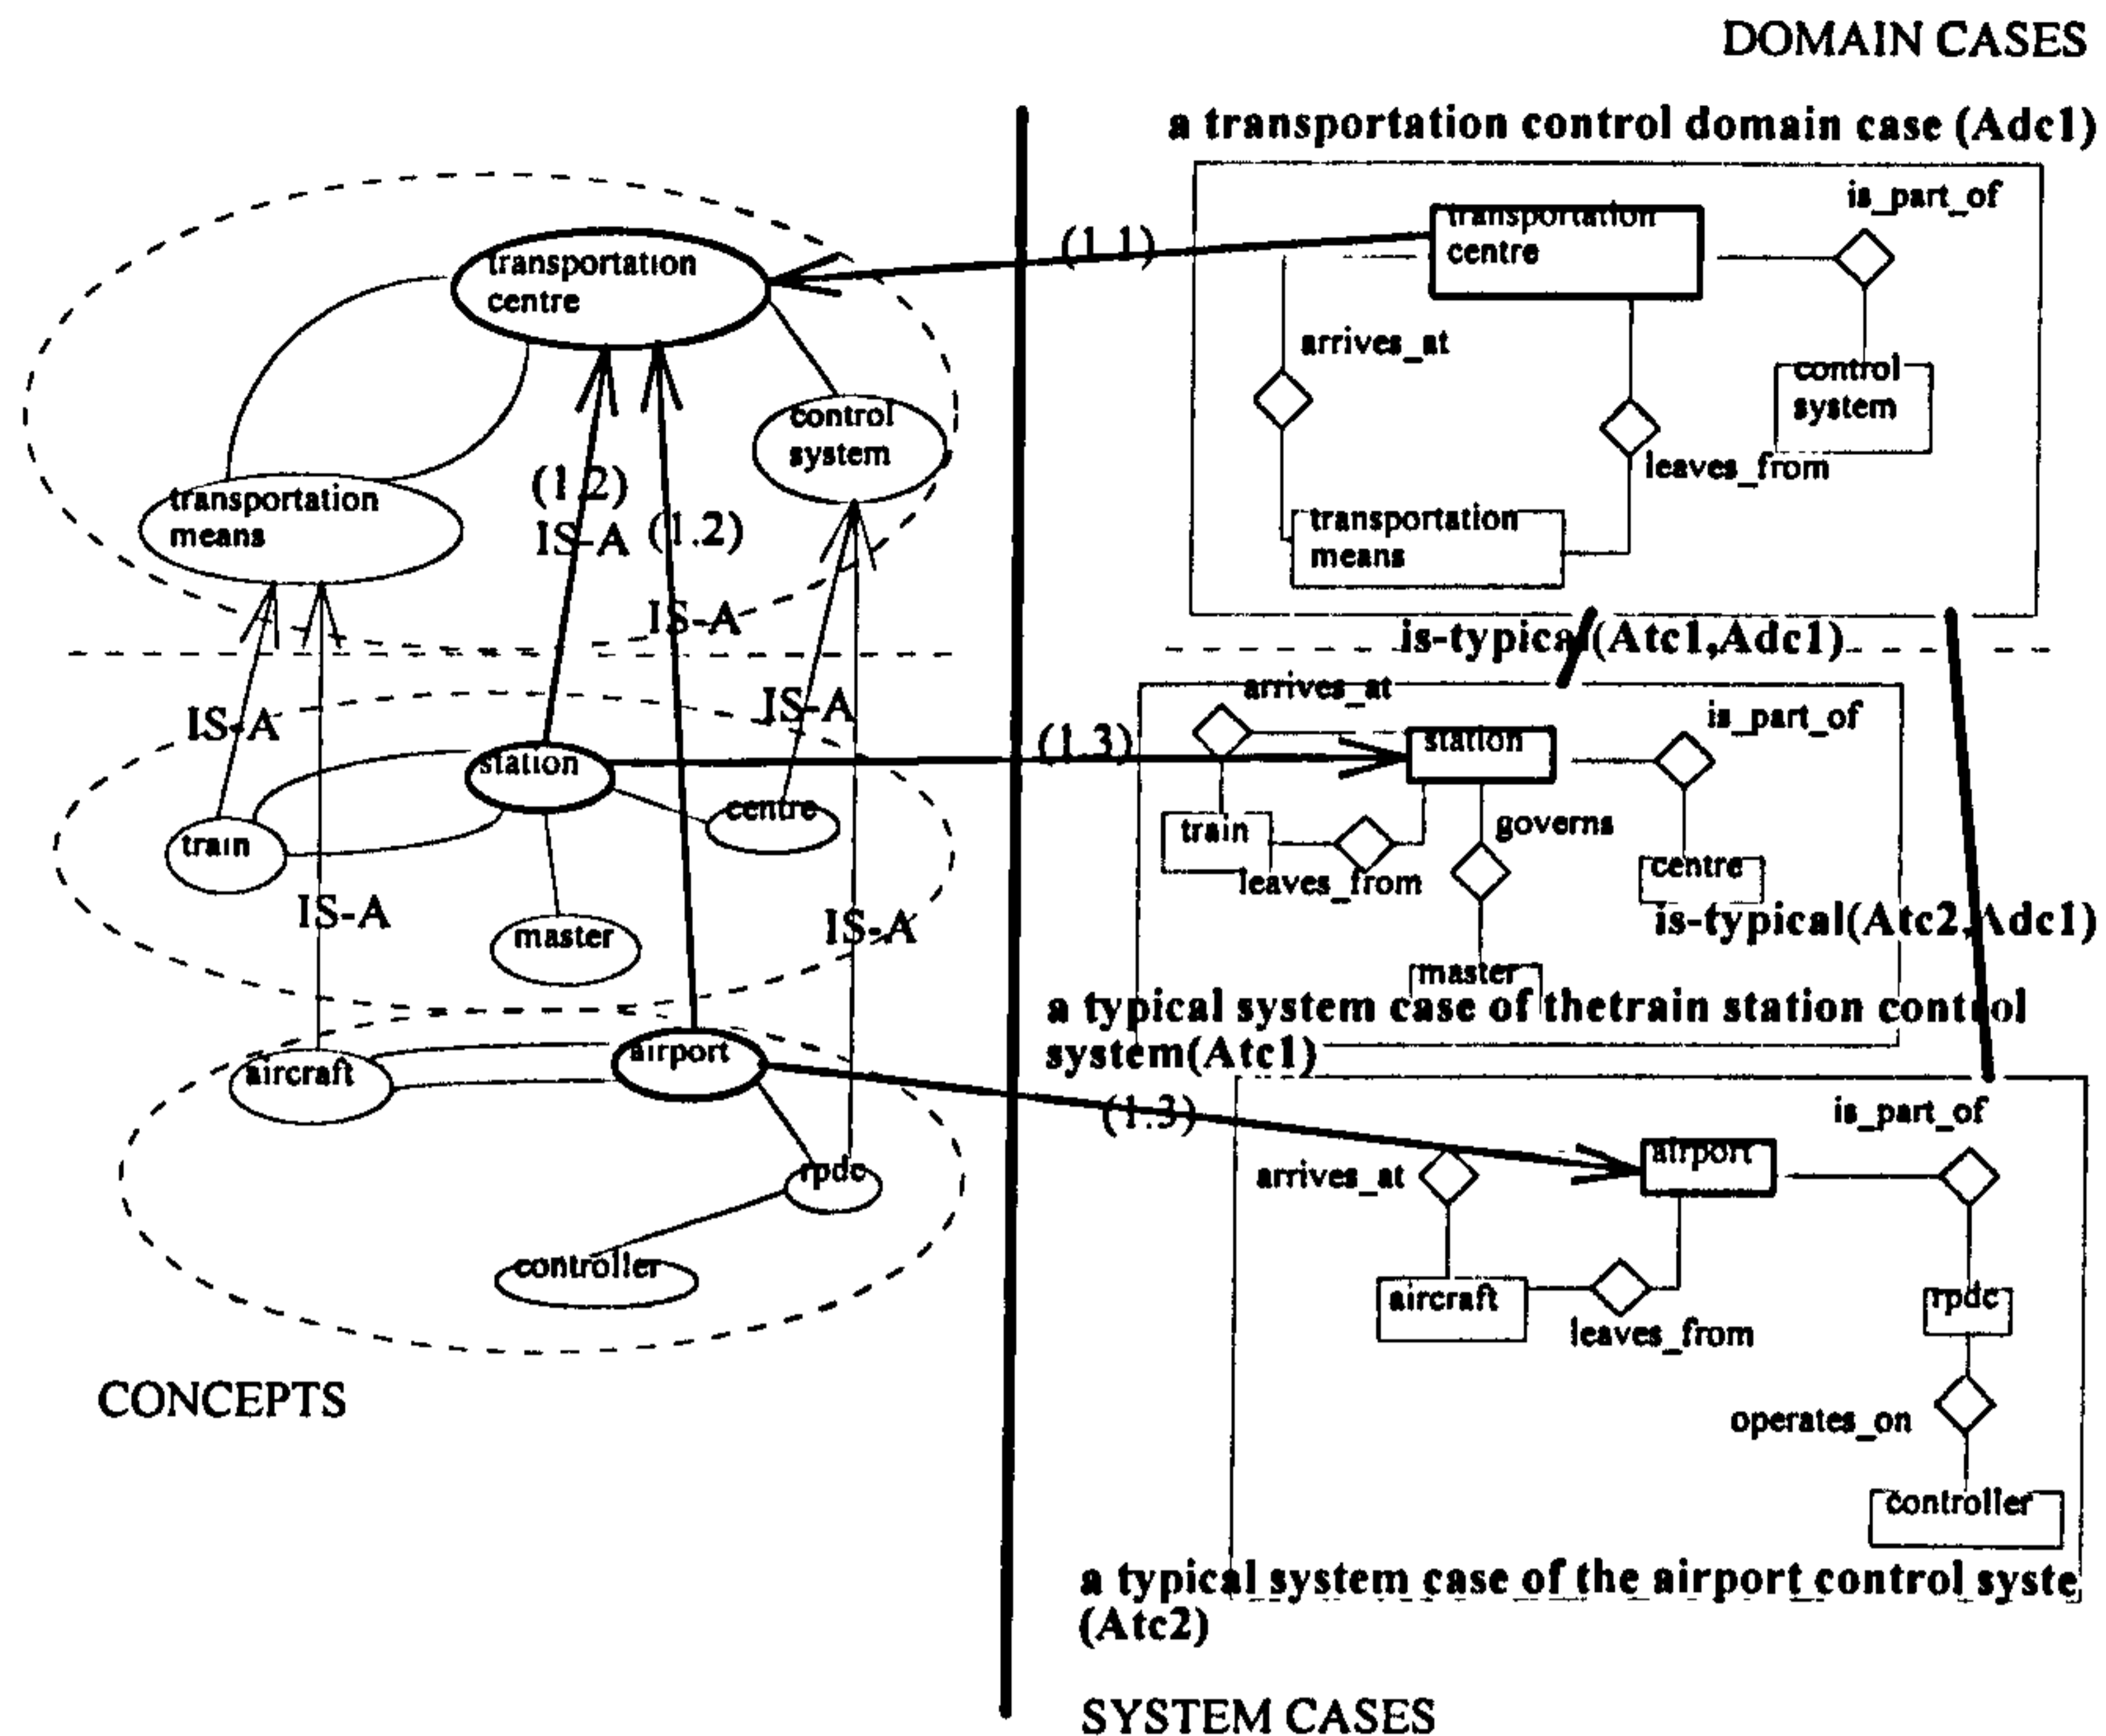 DOMAIN CASES
a transportation control domain case (Adc1)
is_part_of
transportation
centre
(1.1)
arrives_at
control
system
leaves_from
transportation
means
transportation
centre
control
system
transportation
means
(1.2)
IS-A
(1.2)
IS-A
is-typical(Atc1,Adc1)
IS-A
IS-A
station
centre
train
master
IS-A
IS-A
(1.3)
arrives_at
is_part_of
station
train
governs
leaves_from
centre
is-typical(Atc2,Adc1)
master
a typical system case of thetrain station control
system(Atc1)
aircraft
airport
rpdc
controller
(1.3)
is_part_of
airport
arrives_at
aircraft
leaves_from
rpdc
operates_on
controller
a typical system case of the airport control syste
(Atc2)
CONCEPTS
SYSTEM CASES